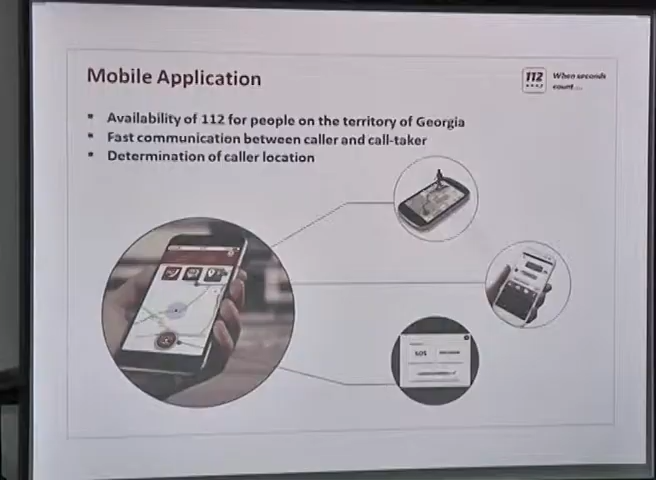 Mobile Application
112
When seconds
count ...
▪ Availability of 112 for people on the territory of Georgia
▪ Fast communication between caller and call-taker
▪ Determination of caller location
SOS